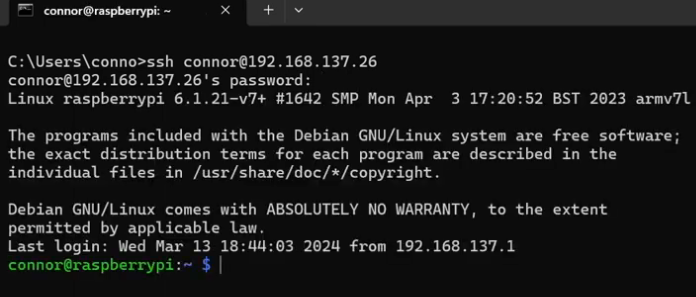 connor@raspberrypi: ~
C:\Users\conno>ssh connor@192.168.137.26
connor@192.168.137.26's password:
Linux raspberrypi 6.1.21-v7+ #1642 SMP Mon Apr  3 17:20:52 BST 2023 armv7l
The programs included with the Debian GNU/Linux system are free software;
the exact distribution terms for each program are described in the
individual files in /usr/share/doc/*/copyright.
Debian GNU/Linux comes with ABSOLUTELY NO WARRANTY, to the extent
permitted by applicable law.
Last login: Wed Mar 13 18:44:03 2024 from 192.168.137.1
connor@raspberrypi:~ $